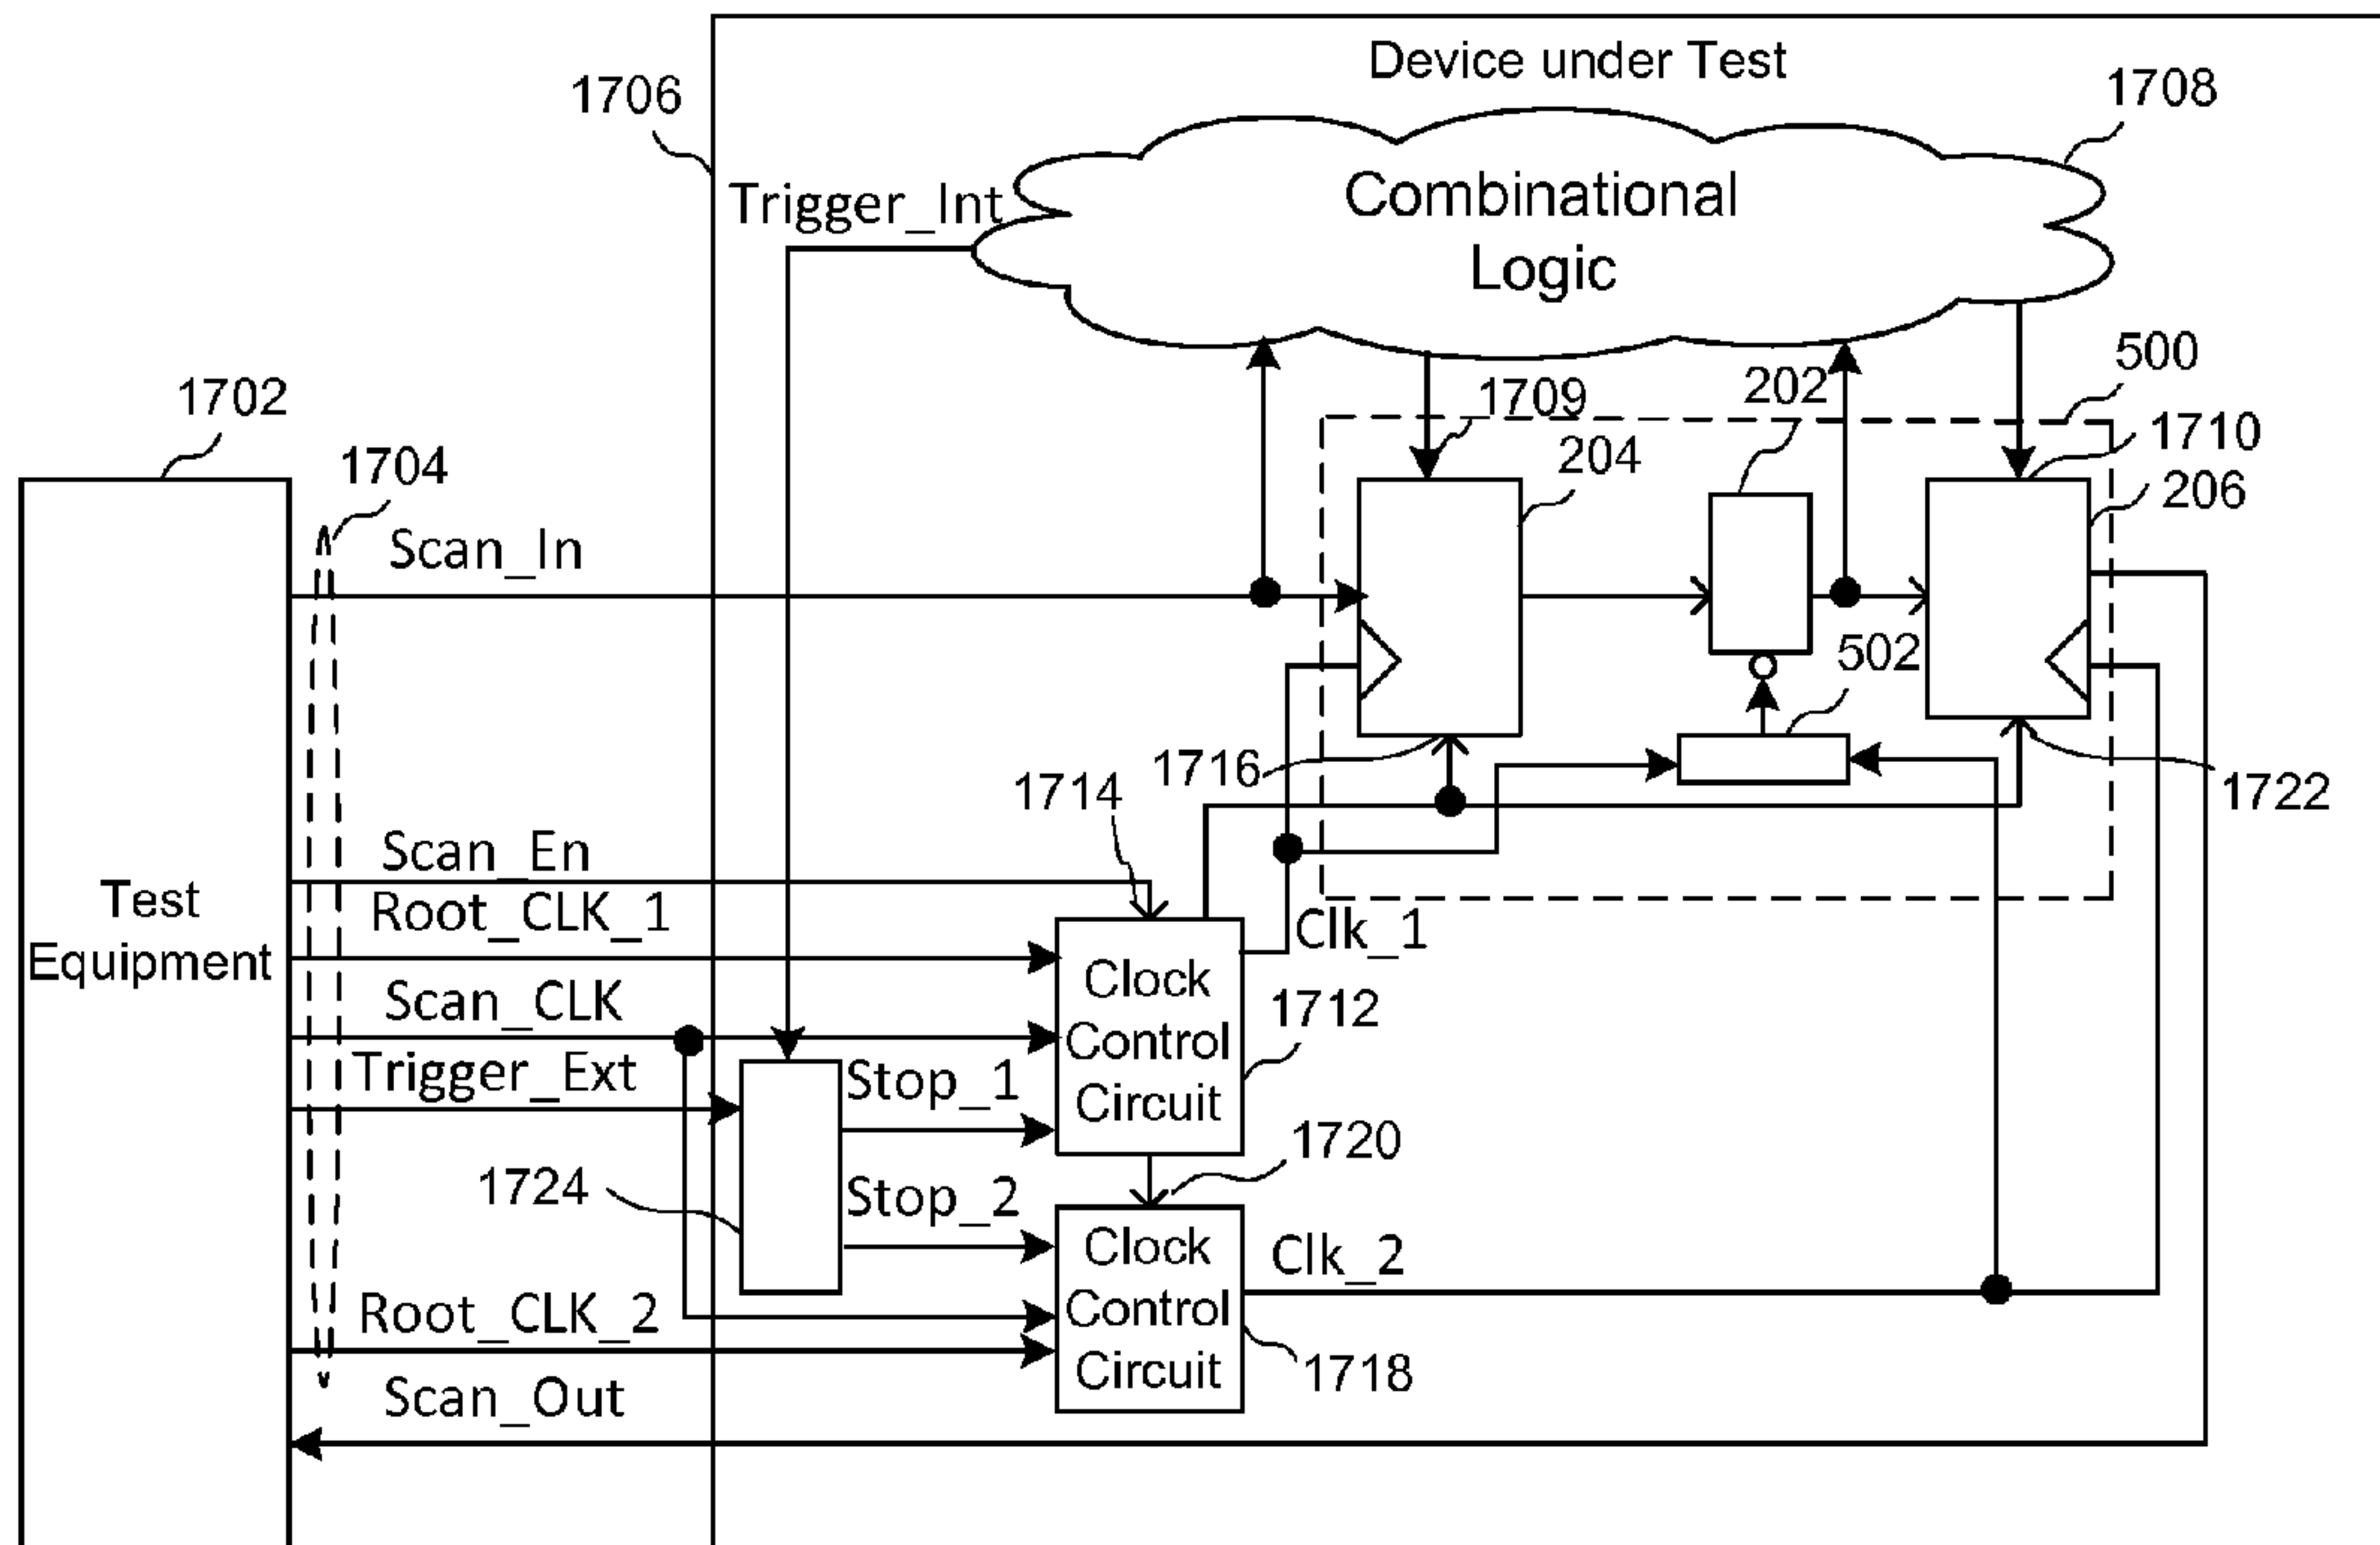 Device under Test
1706
1708
Trigger_Int
Combinational
Logic
500
1702
1709
202
1710
1704
204
206
Scan_In
502
1716
1714
1722
Scan_En
Test
Equipment
Root_CLK_1
Clk_1
Scan_CLK
Clock
Control
Circuit
1712
Trigger_Ext
Stop_1
1720
1724
Stop_2
Clk_2
Clock
Control
Circuit
Root_CLK_2
1718
Scan_Out